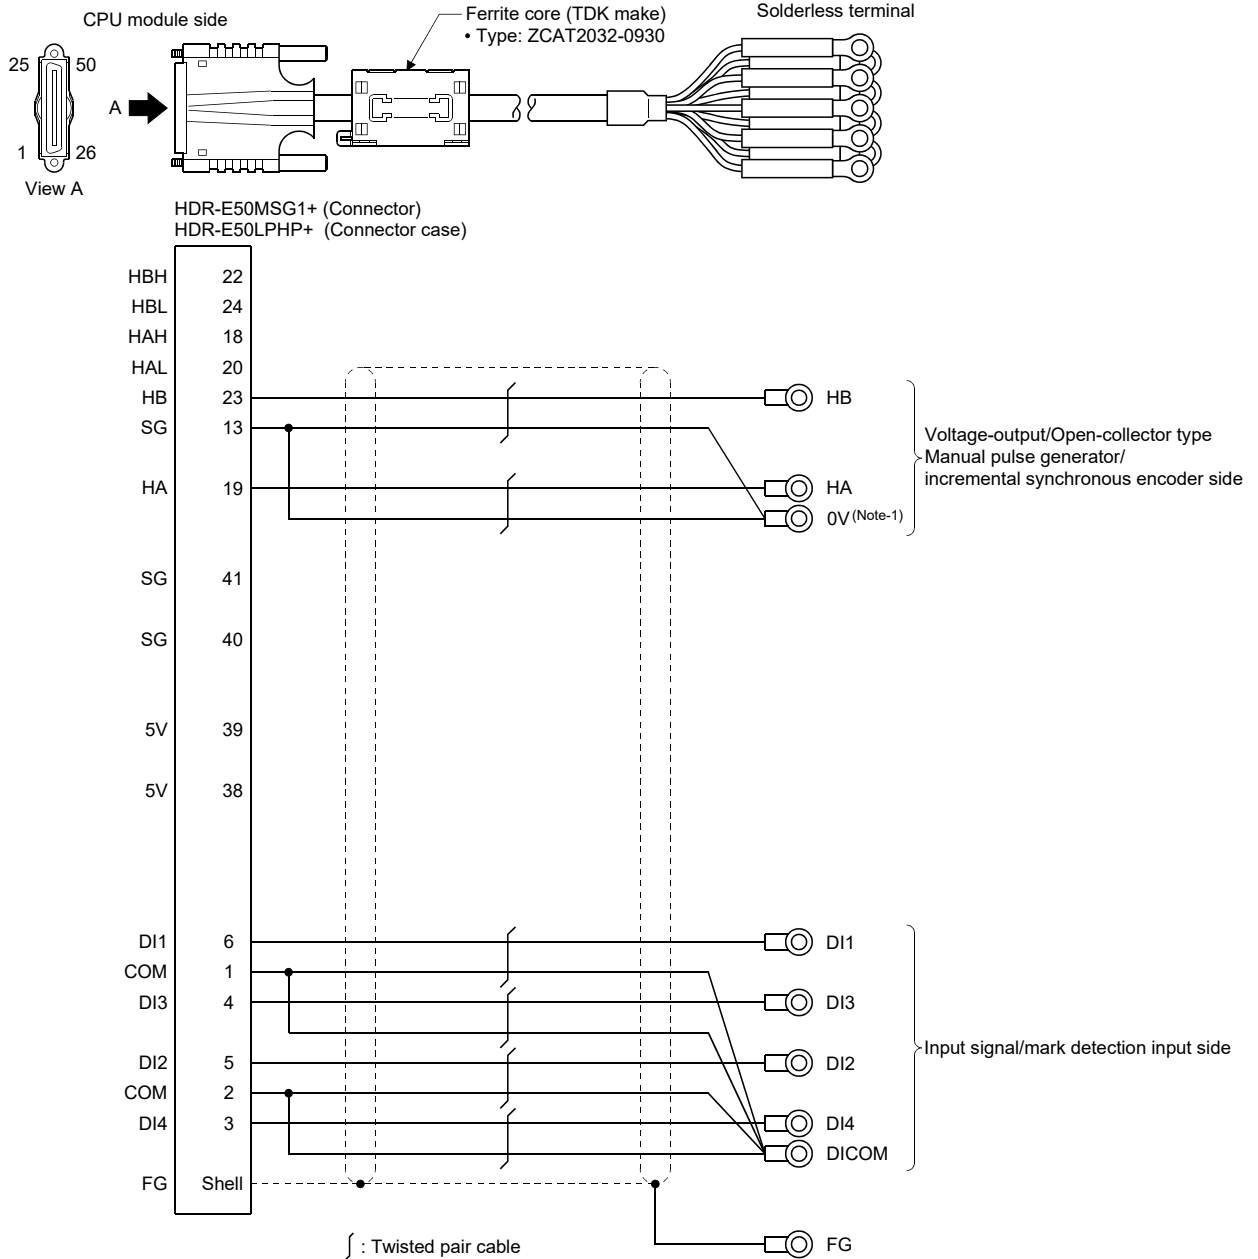 CPU module side
Ferrite core (TDK make)
• Type: ZCAT2032-0930
Solderless terminal
25 50
A
1 26
View A
HDR-E50MSG1+ (Connector)
HDR-E50LPHP+ (Connector case)
HBH 22
HBL 24
HAH 18
HAL 20
HB 23 HB
SG 13
HA 19 HA
0V (Note-1)
Voltage-output/Open-collector type
Manual pulse generator/
incremental synchronous encoder side
SG 41
SG 40
5V 39
5V 38
DI1 6 DI1
COM 1
DI3 4 DI3
DI2 5 DI2
COM 2
DI4 3 DI4
DICOM
Input signal/mark detection input side
FG Shell
FG
: Twisted pair cable